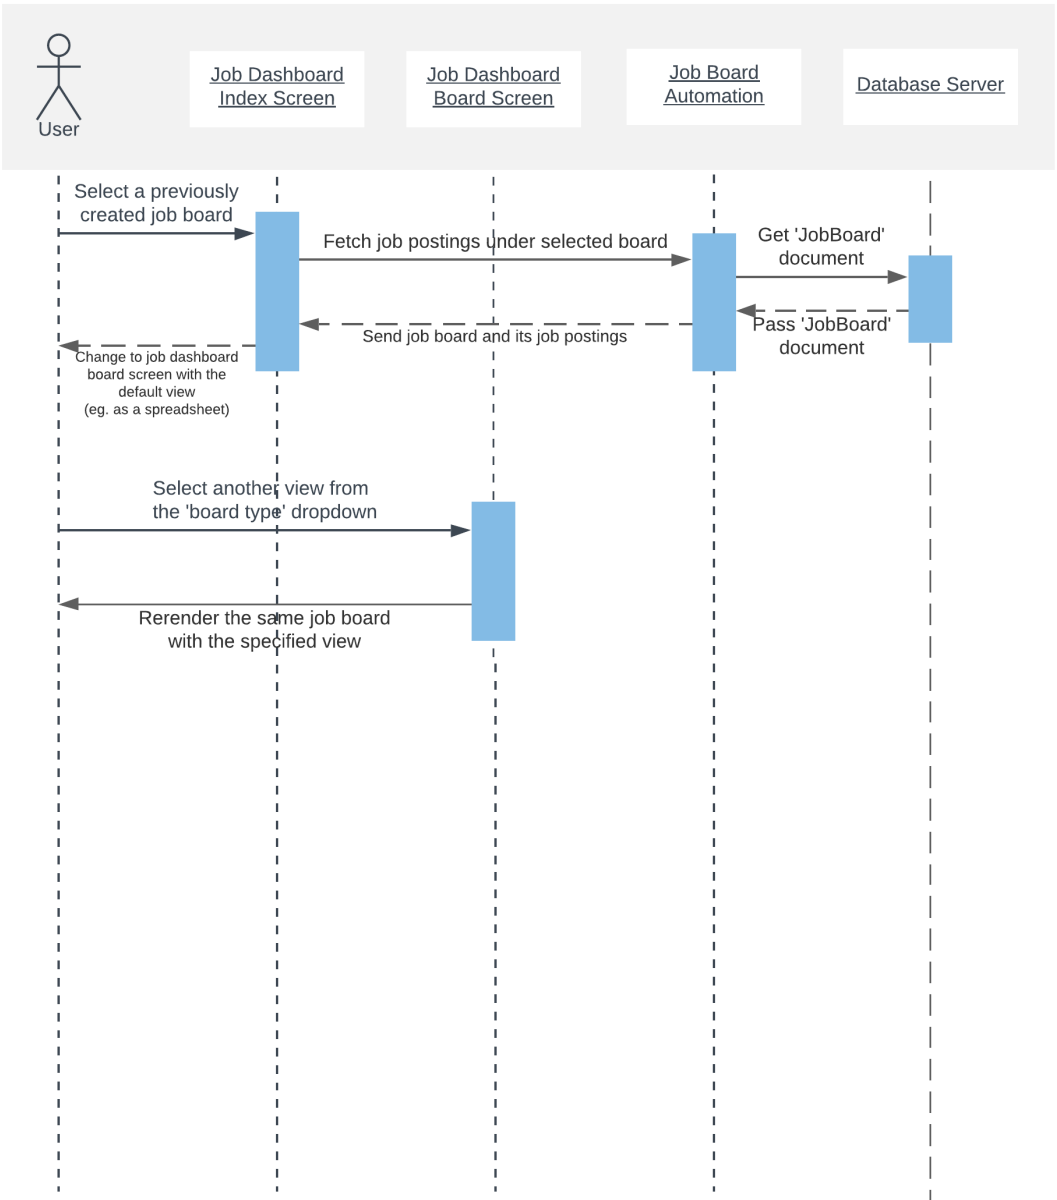 User
Job Dashboard
Index Screen
Job Dashboard
Board Screen
Job Board
Automation
Database Server
Select a previously
created job board
Fetch job postings under selected board
Get 'JobBoard'
document
Pass 'JobBoard'
document
Send job board and its job postings
Change to job dashboard
board screen with the
default view
(eg. as a spreadsheet)
Select another view from
the 'board type' dropdown
Rerender the same job board
with the specified view